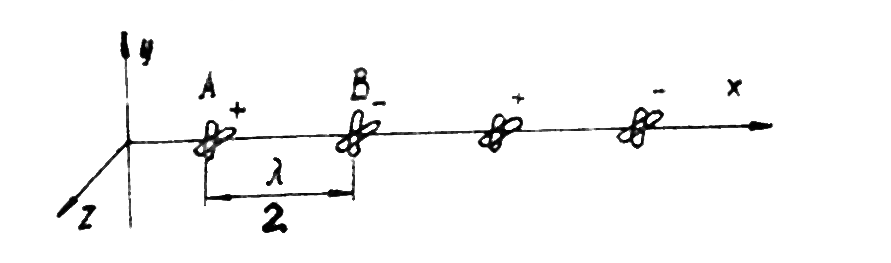 y
A + B - + - x
λ
2
z